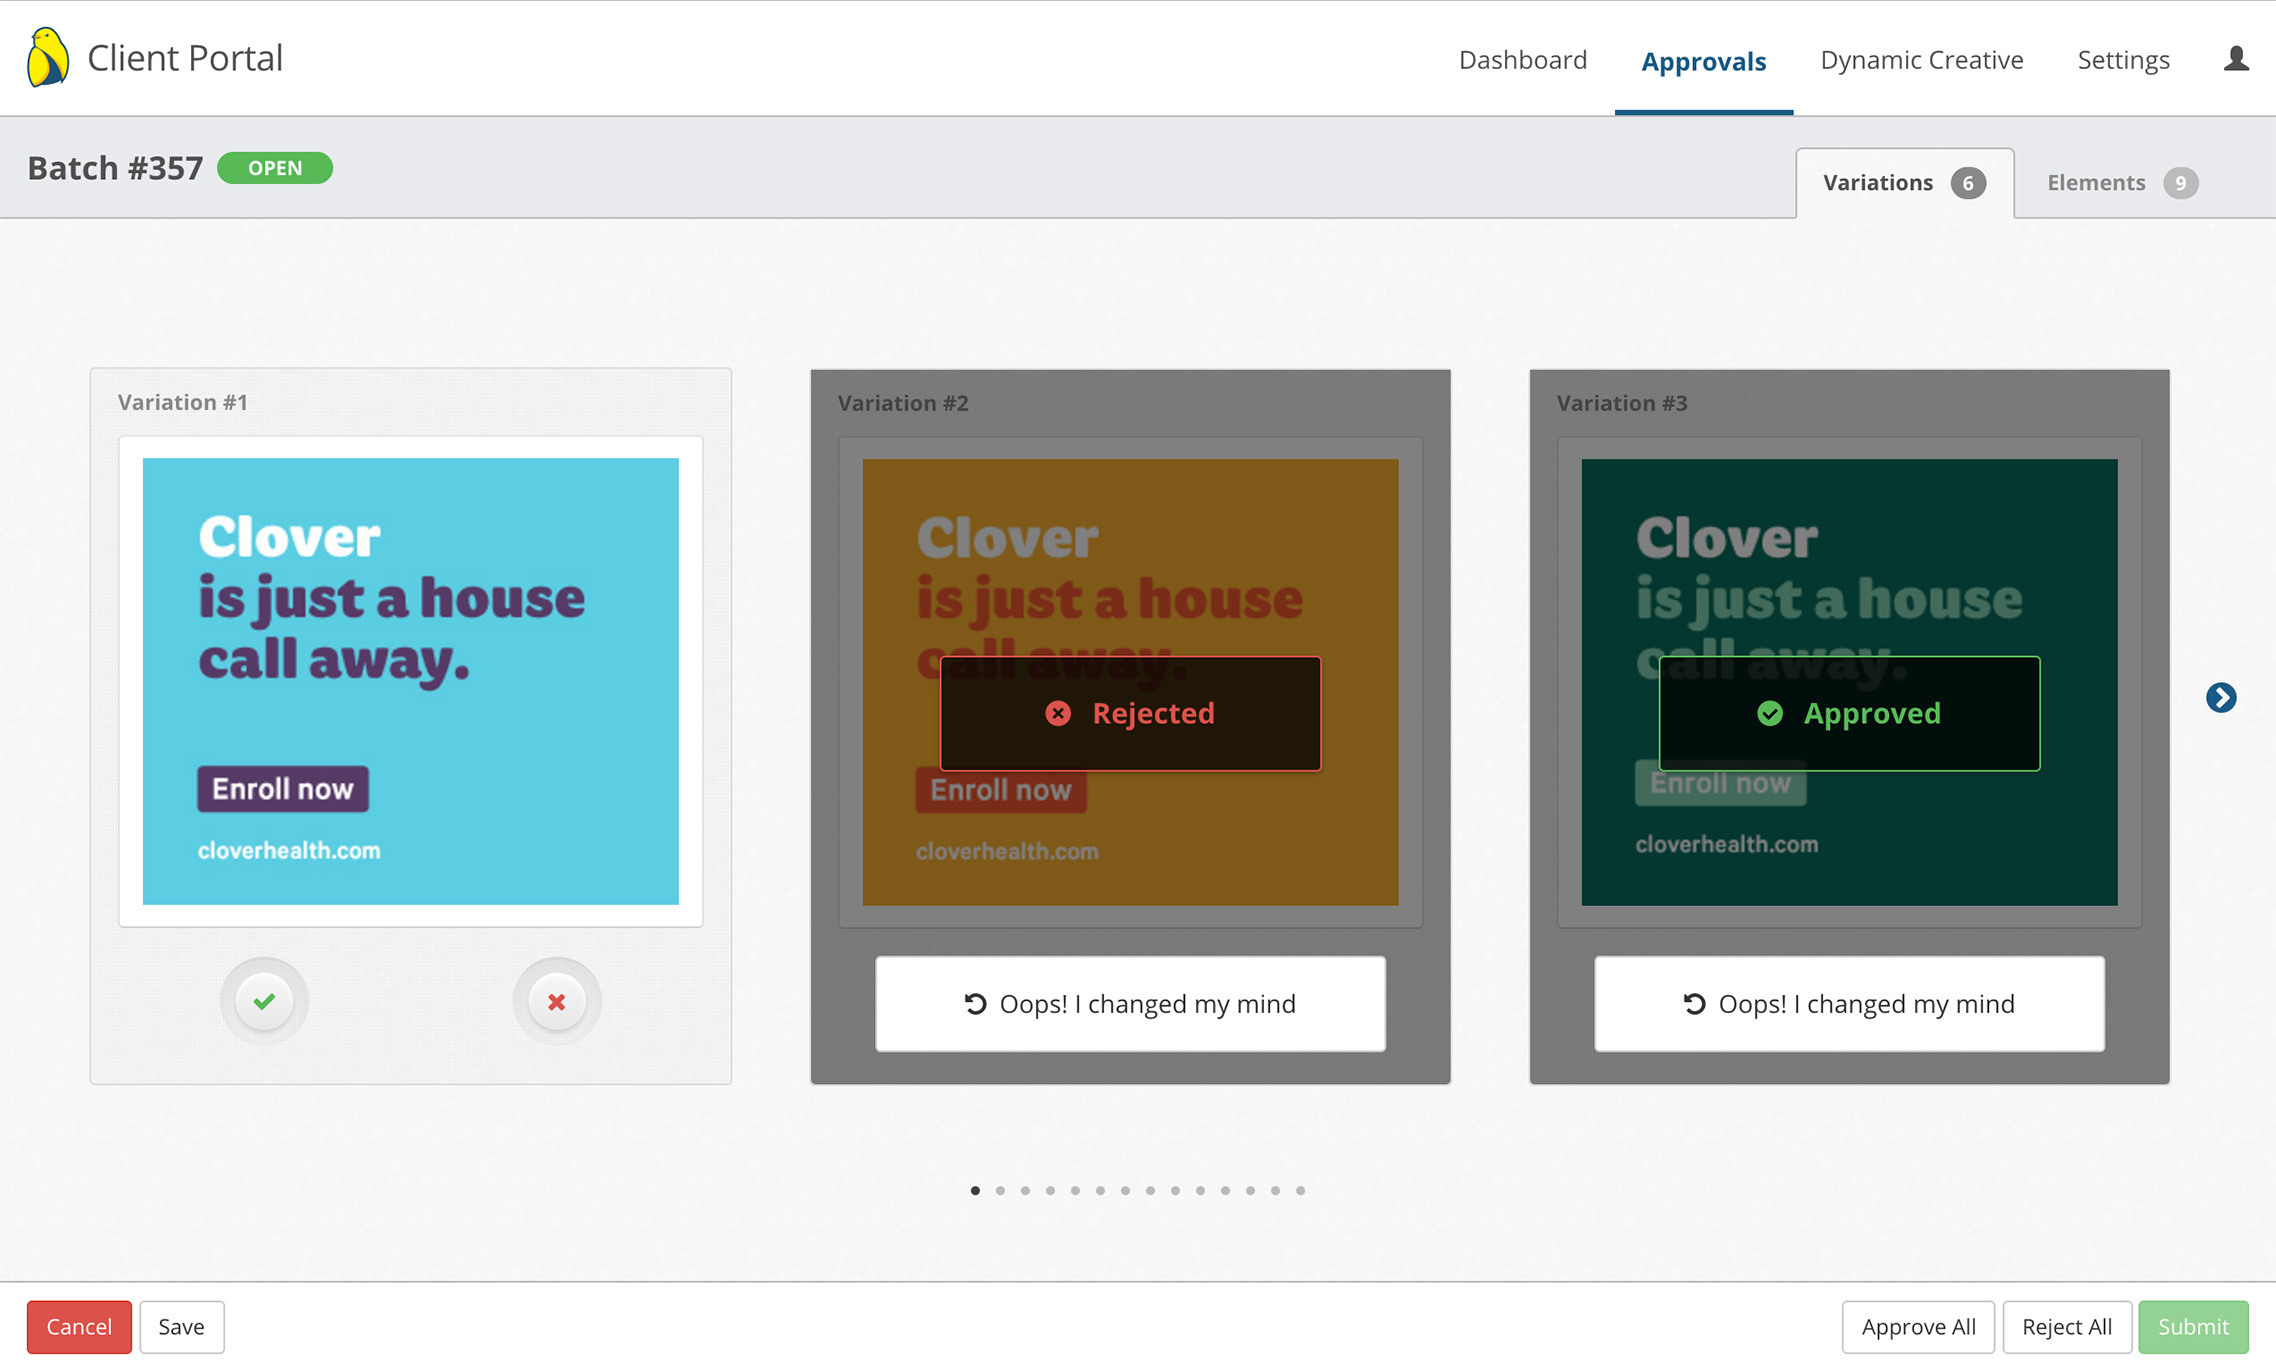 Client Portal
Dashboard
Approvals
Dynamic Creative
Settings
Batch #357
OPEN
Variations 6
Elements 9
Variation #1
Clover
is just a house
call away.
Enroll now
cloverhealth.com
Variation #2
Clover
is just a house
call away.
Rejected
Enroll now
cloverhealth.com
Oops! I changed my mind
Variation #3
Clover
is just a house
call away.
Approved
Enroll now
cloverhealth.com
Oops! I changed my mind
Cancel
Save
Approve All
Reject All
Submit